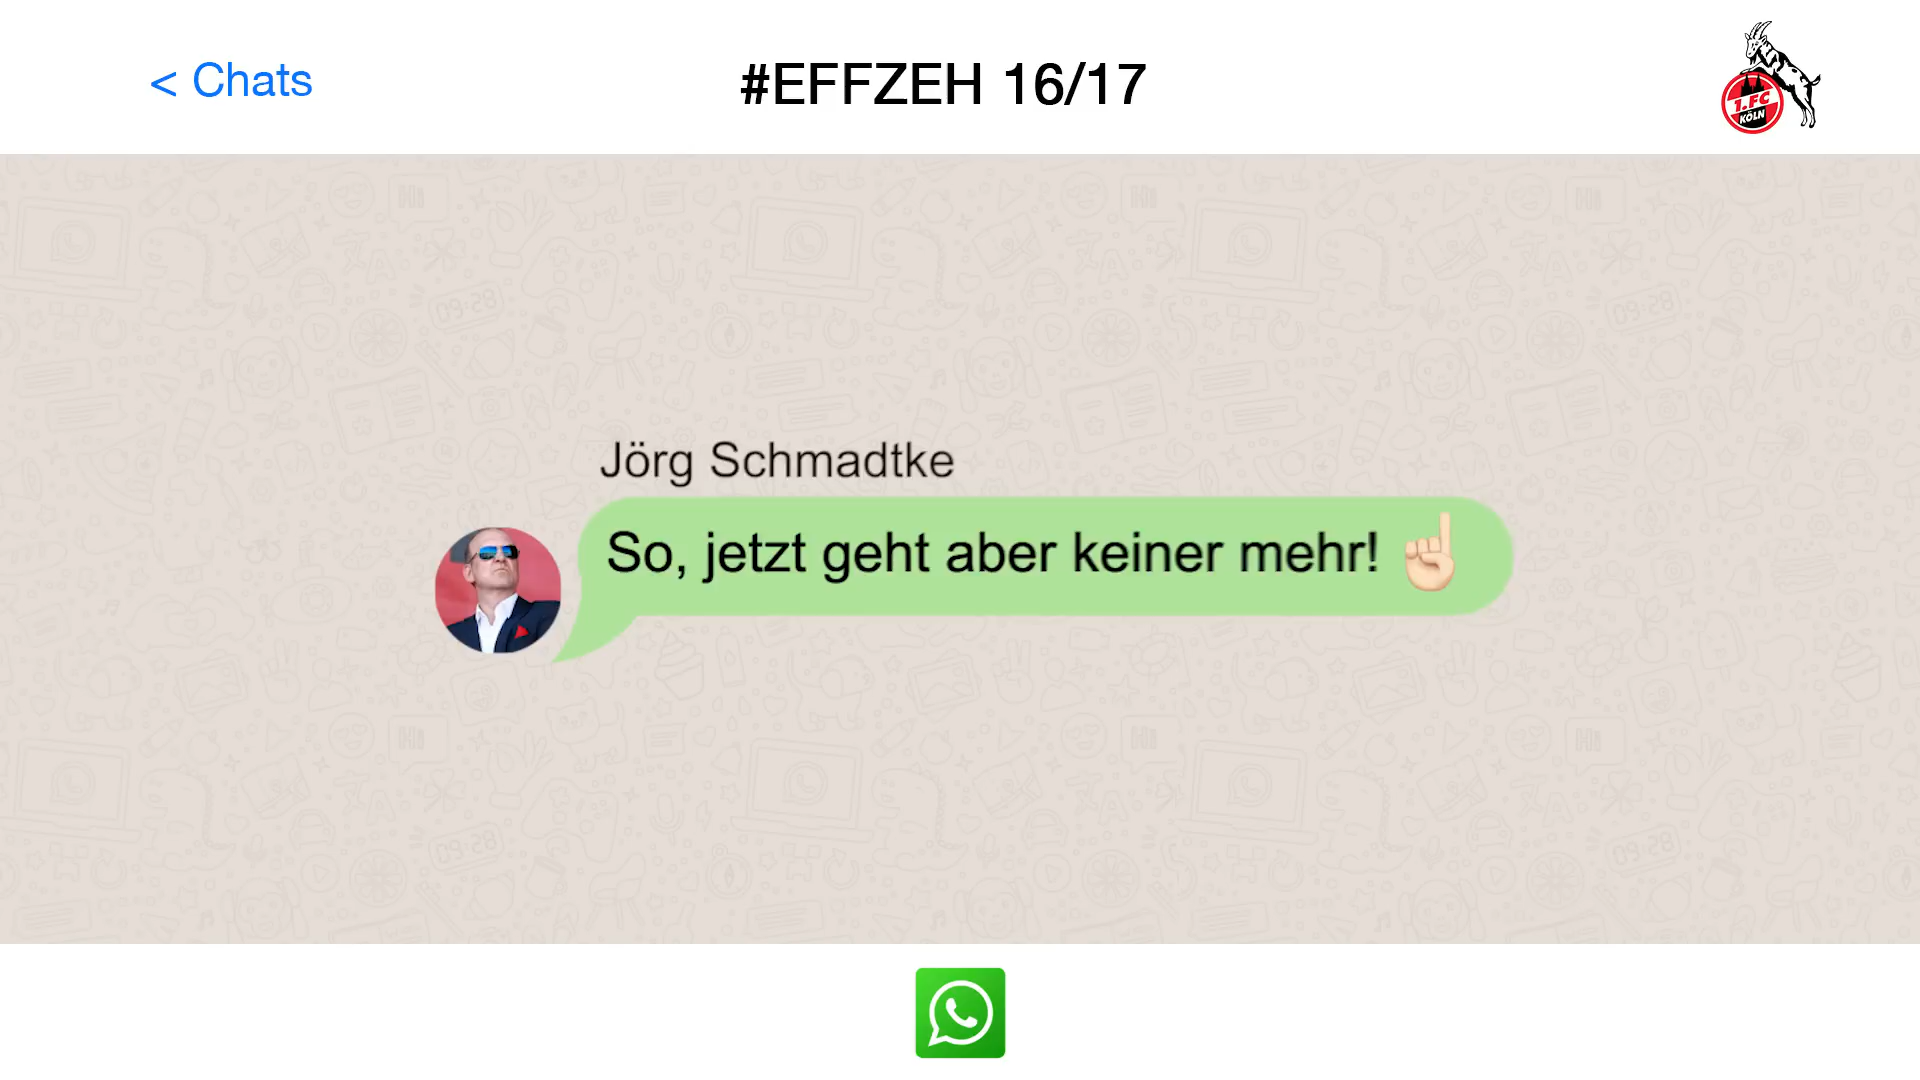 < Chats
#EFFZEH 16/17
1.FC
KÖLN
Jörg Schmadtke
So, jetzt geht aber keiner mehr! ☝🏻